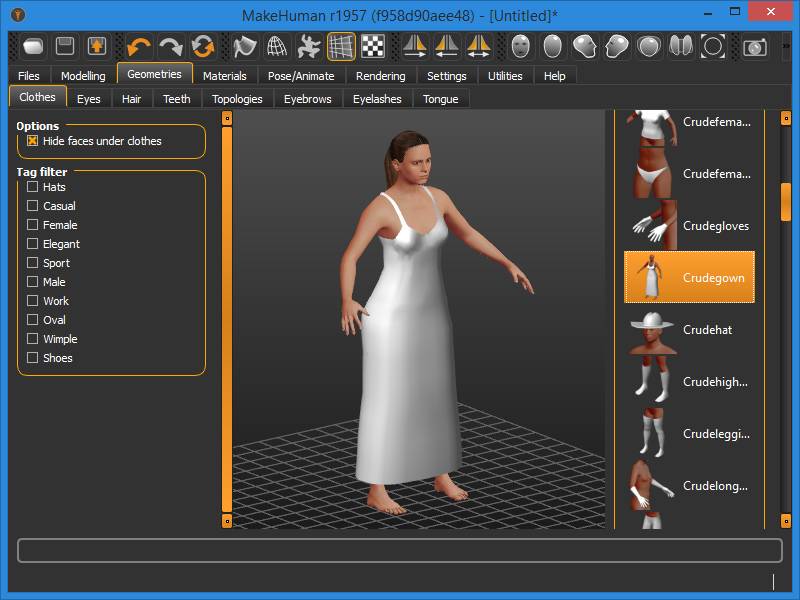 MakeHuman r1957 (f958d90aee48) - [Untitled]*
Files Modelling Geometries Materials Pose/Animate Rendering Settings Utilities Help
Clothes Eyes Hair Teeth Topologies Eyebrows Eyelashes Tongue
Options
Hide faces under clothes
Tag filter
Hats
Casual
Female
Elegant
Sport
Male
Work
Oval
Wimple
Shoes
Crudefema...
Crudefema...
Crudegloves
Crudegown
Crudehat
Crudehigh...
Crudeleggi...
Crudelong...